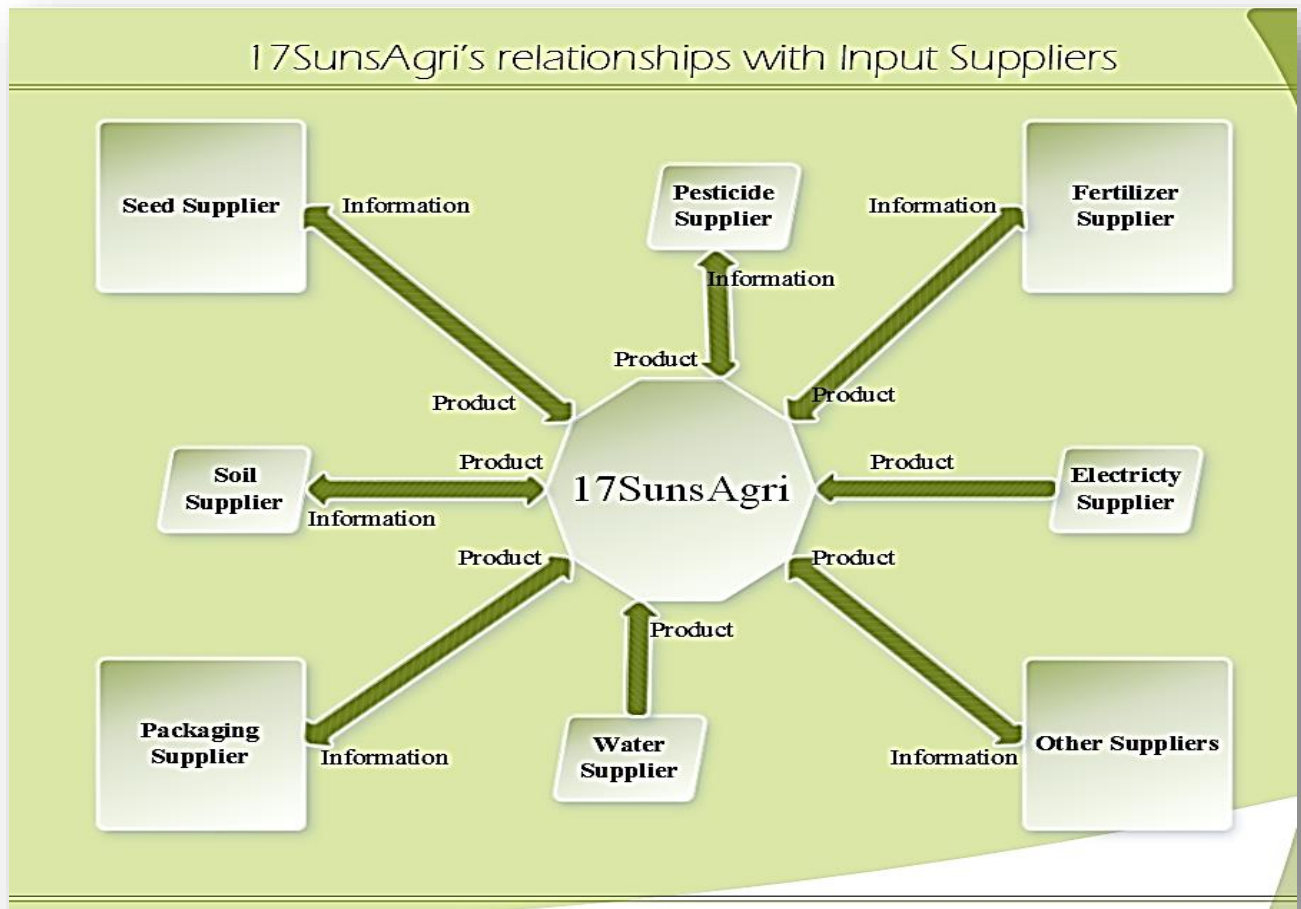 17SunsAgri's relationships with Input Suppliers
Seed Supplier
Information
Pesticide
Supplier
Information
Fertilizer
Supplier
Information
Product
Product
Product
Soil
Supplier
Product
Information
17SunsAgri
Product
Electricty
Supplier
Product
Product
Product
Packaging
Supplier
Information
Water
Supplier
Information
Other Suppliers